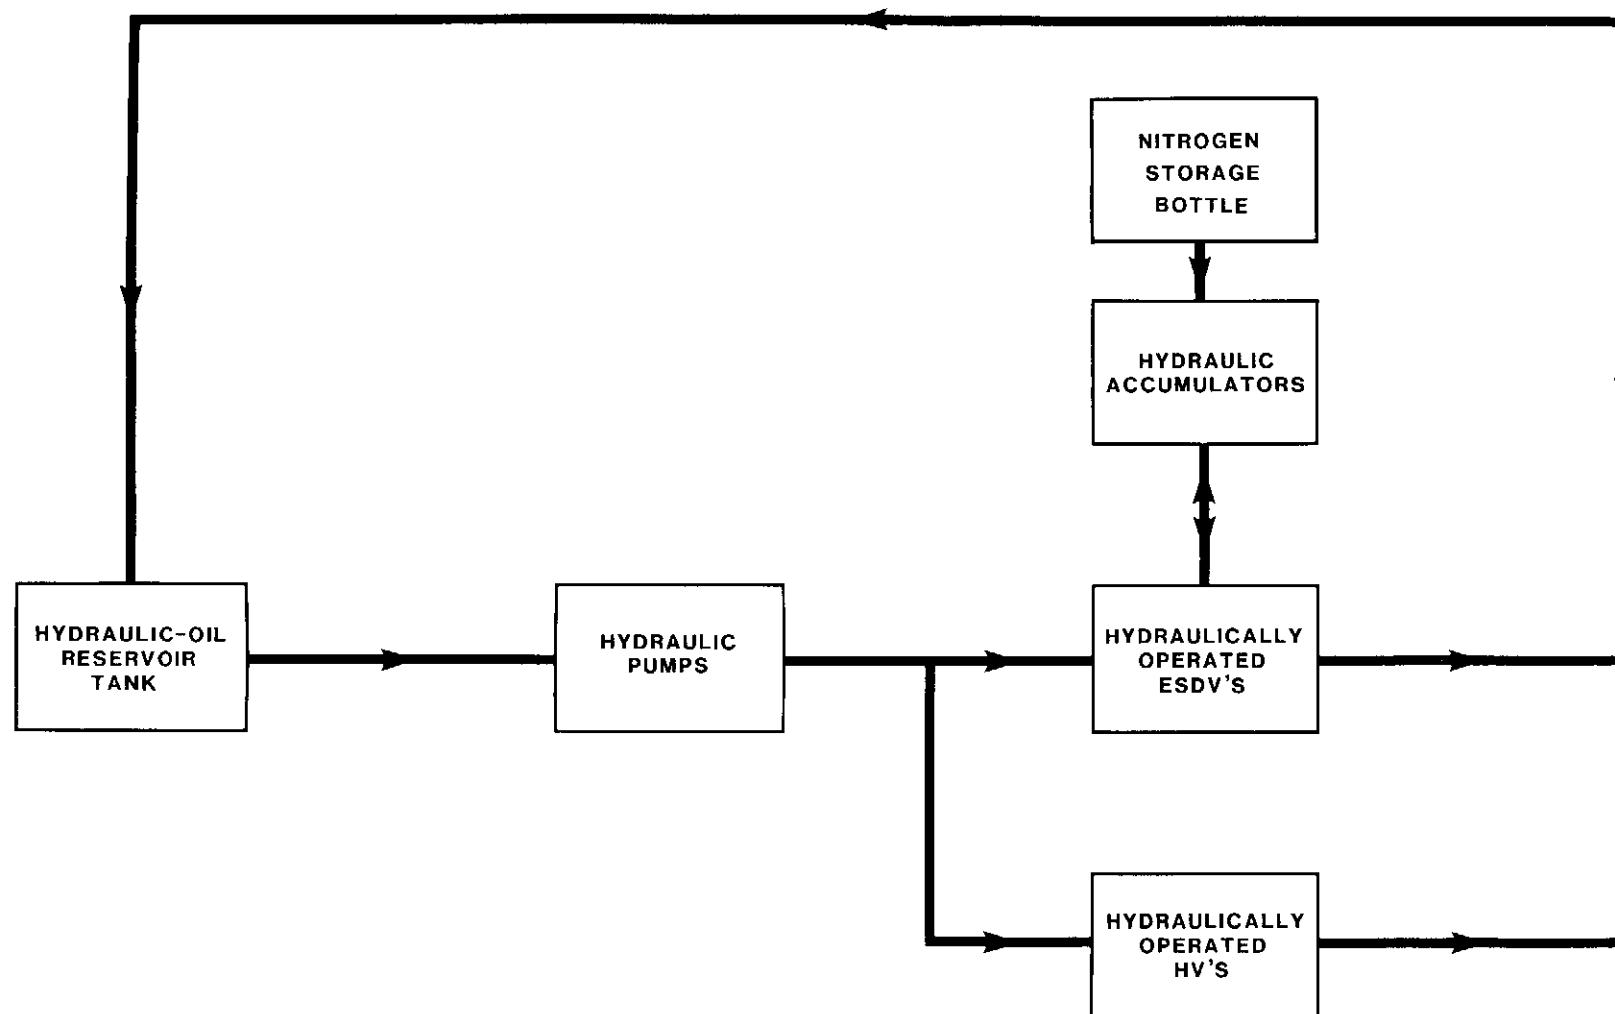 NITROGEN
STORAGE
BOTTLE
HYDRAULIC
ACCUMULATORS
HYDRAULIC-OIL
RESERVOIR
TANK
HYDRAULIC
PUMPS
HYDRAULICALLY
OPERATED
ESDV'S
HYDRAULICALLY
OPERATED
HV'S